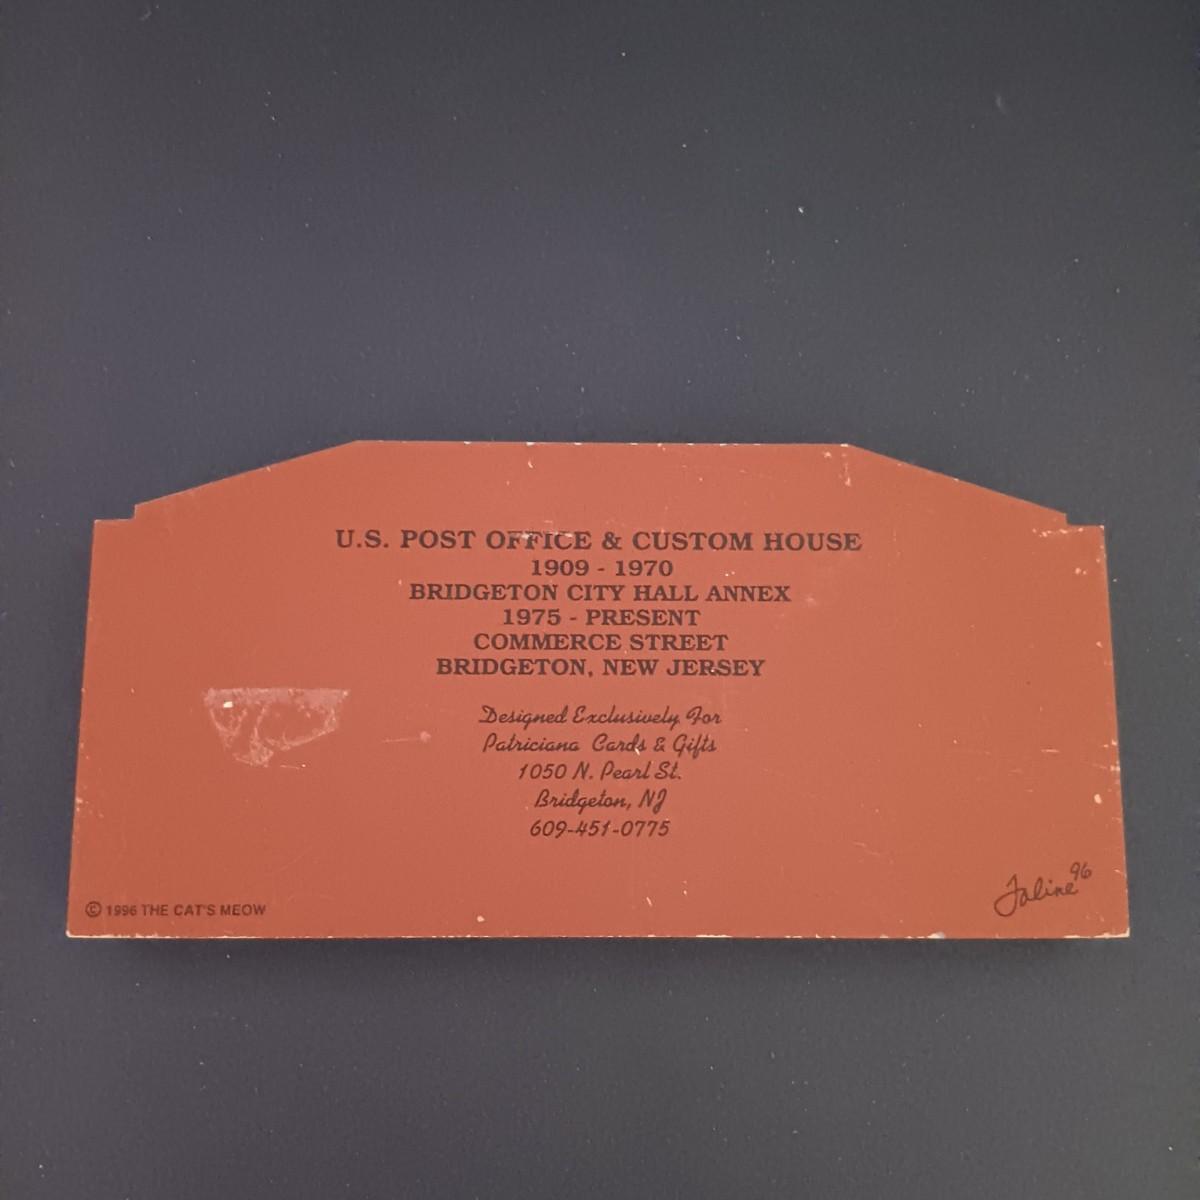 U.S. POST OFFICE & CUSTOM HOUSE
1909 - 1970
BRIDGETON CITY HALL ANNEX
1975 - PRESENT
COMMERCE STREET
BRIDGETON, NEW JERSEY
Designed Exclusively For
Patriciana Cards & Gifts
1050 N. Pearl St.
Bridgeton, NJ
609-451-0775
Faline 96
© 1996 THE CAT'S MEOW